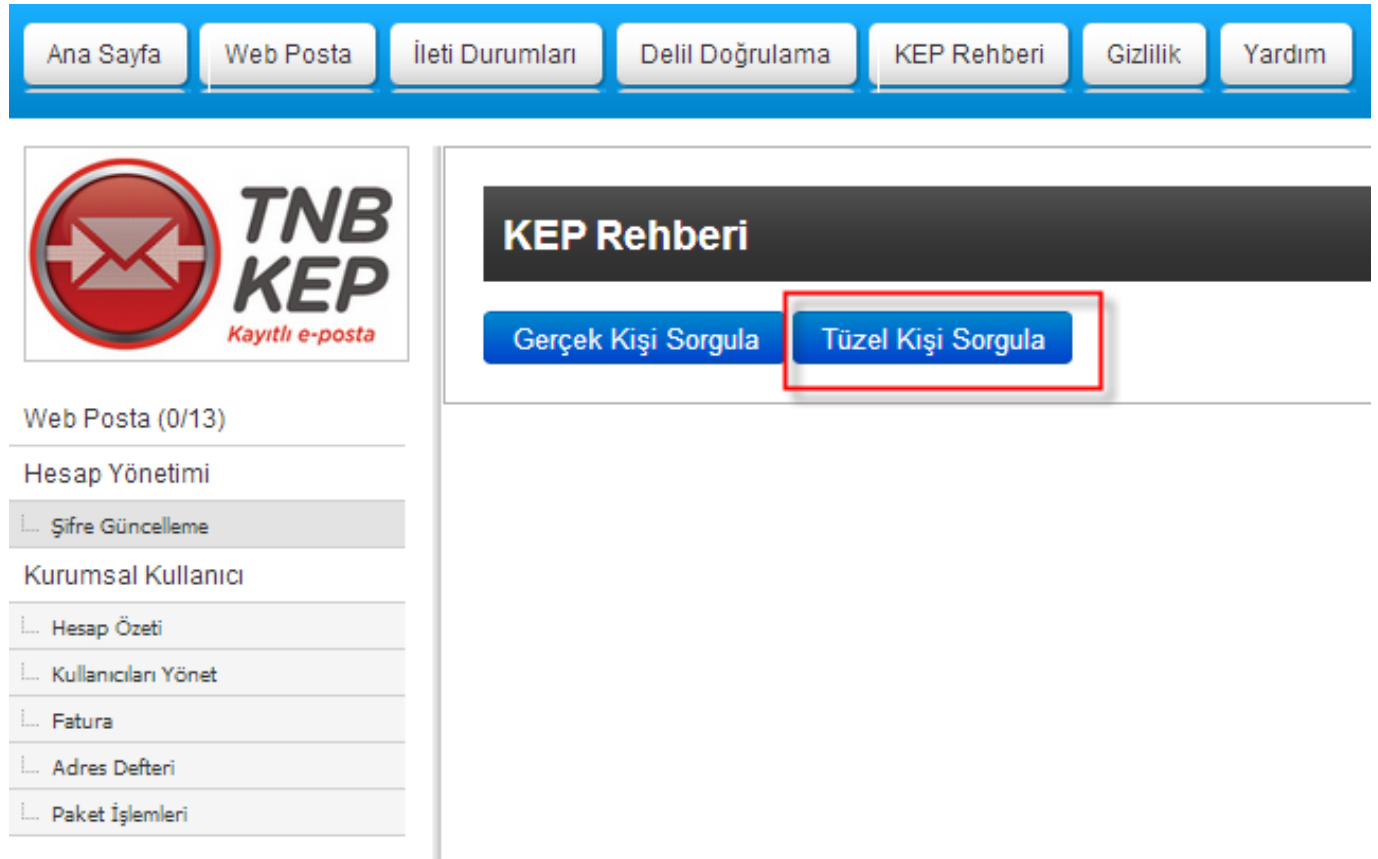 Ana Sayfa Web Posta İleti Durumları Delil Doğrulama KEP Rehberi Gizlilik Yardım
TNB
KEP
Kayıtlı e-posta
KEP Rehberi
Gerçek Kişi Sorgula Tüzel Kişi Sorgula
Web Posta (0/13)
Hesap Yönetimi
Şifre Güncelleme
Kurumsal Kullanıcı
Hesap Özeti
Kullanıcıları Yönet
Fatura
Adres Defteri
Paket İşlemleri